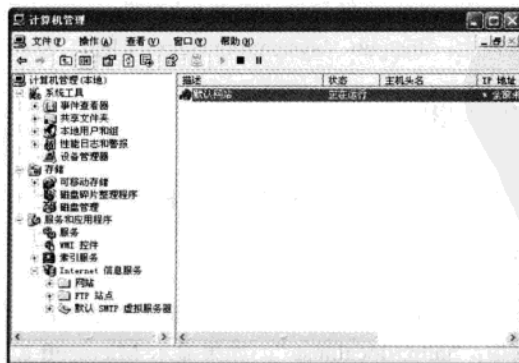 计算机管理
文件(F) 操作(A) 查看(V) 窗口(W) 帮助(H)
计算机管理(本地)
系统工具
事件查看器
共享文件夹
本地用户和组
性能日志和警报
设备管理器
存储
可移动存储
磁盘碎片整理程序
磁盘管理
服务和应用程序
服务
WMI 控件
索引服务
Internet 信息服务
网站
FTP 站点
默认 SMTP 虚拟服务器
描述 状态 主机头名 IP 地址
默认网站 正在运行